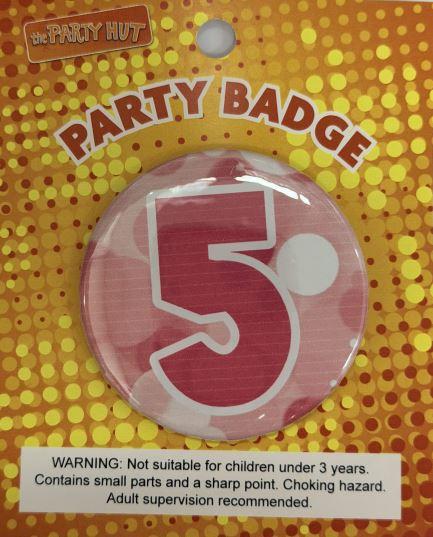 the PARTY HUT
PARTY BADGE
5
WARNING: Not suitable for children under 3 years.
Contains small parts and a sharp point. Choking hazard.
Adult supervision recommended.